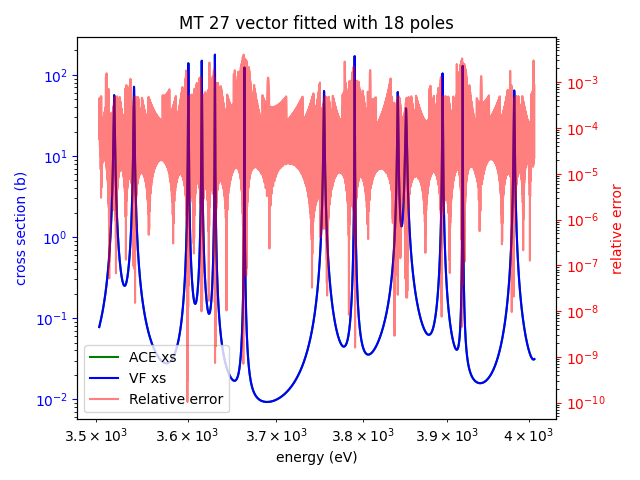 MT 27 vector fitted with 18 poles
cross section (b)
10²
10¹
10⁰
10⁻¹
10⁻²
10⁻³
10⁻⁴
10⁻⁵
10⁻⁶
10⁻⁷
10⁻⁸
10⁻⁹
10⁻¹⁰
relative error
ACE xs
VF xs
Relative error
3.5 × 10³ 3.6 × 10³ 3.7 × 10³ 3.8 × 10³ 3.9 × 10³ 4 × 10³
energy (eV)